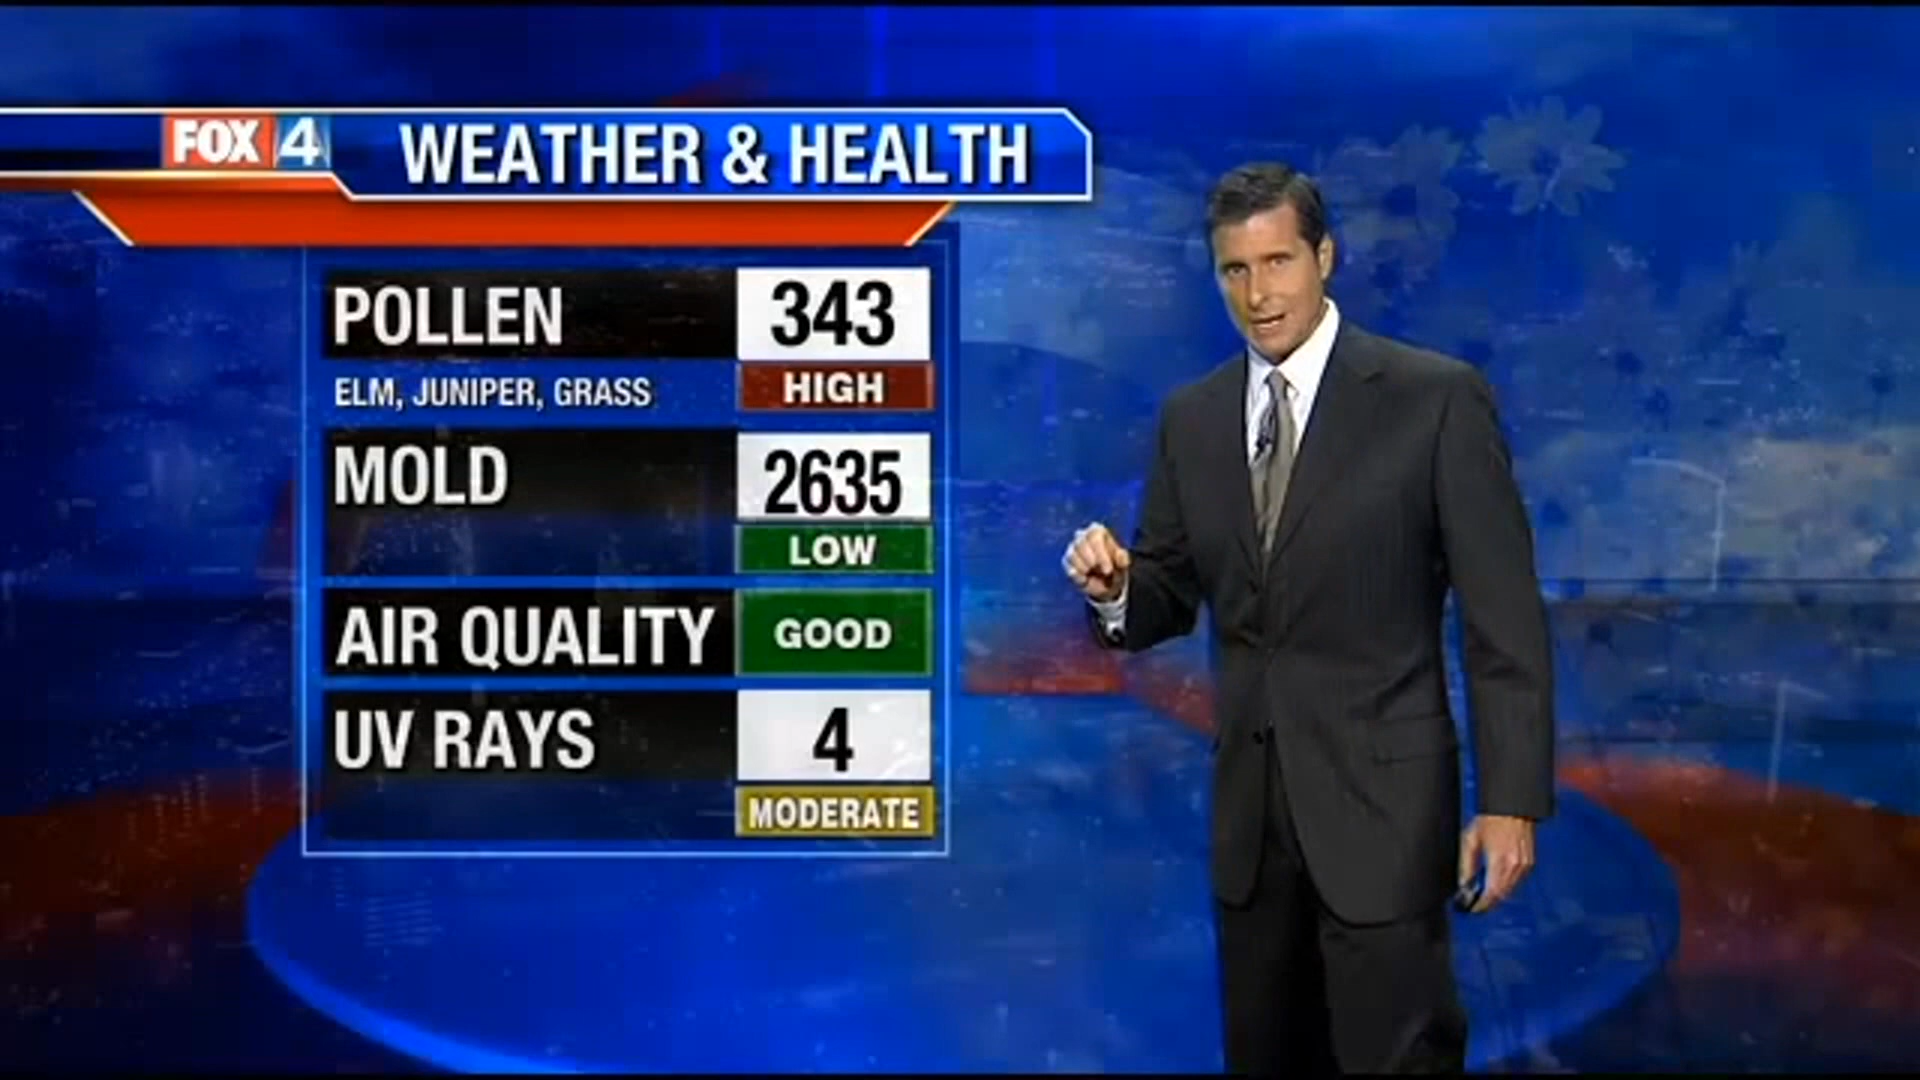 FOX 4 WEATHER & HEALTH
POLLEN 343
ELM, JUNIPER, GRASS HIGH
MOLD 2635
LOW
AIR QUALITY GOOD
UV RAYS 4
MODERATE